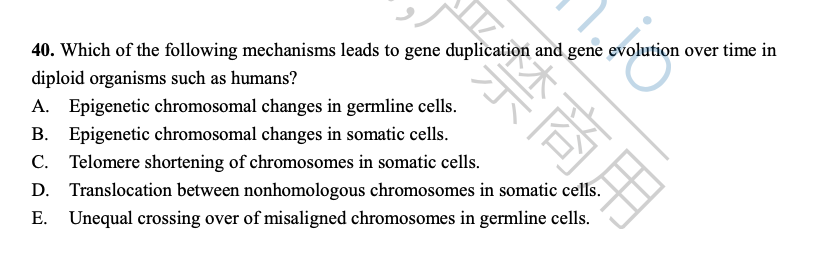 40. Which of the following mechanisms leads to gene duplication and gene evolution over time in
diploid organisms such as humans?
A. Epigenetic chromosomal changes in germline cells.
B. Epigenetic chromosomal changes in somatic cells.
C. Telomere shortening of chromosomes in somatic cells.
D. Translocation between nonhomologous chromosomes in somatic cells.
E. Unequal crossing over of misaligned chromosomes in germline cells.
严禁商用
n.io